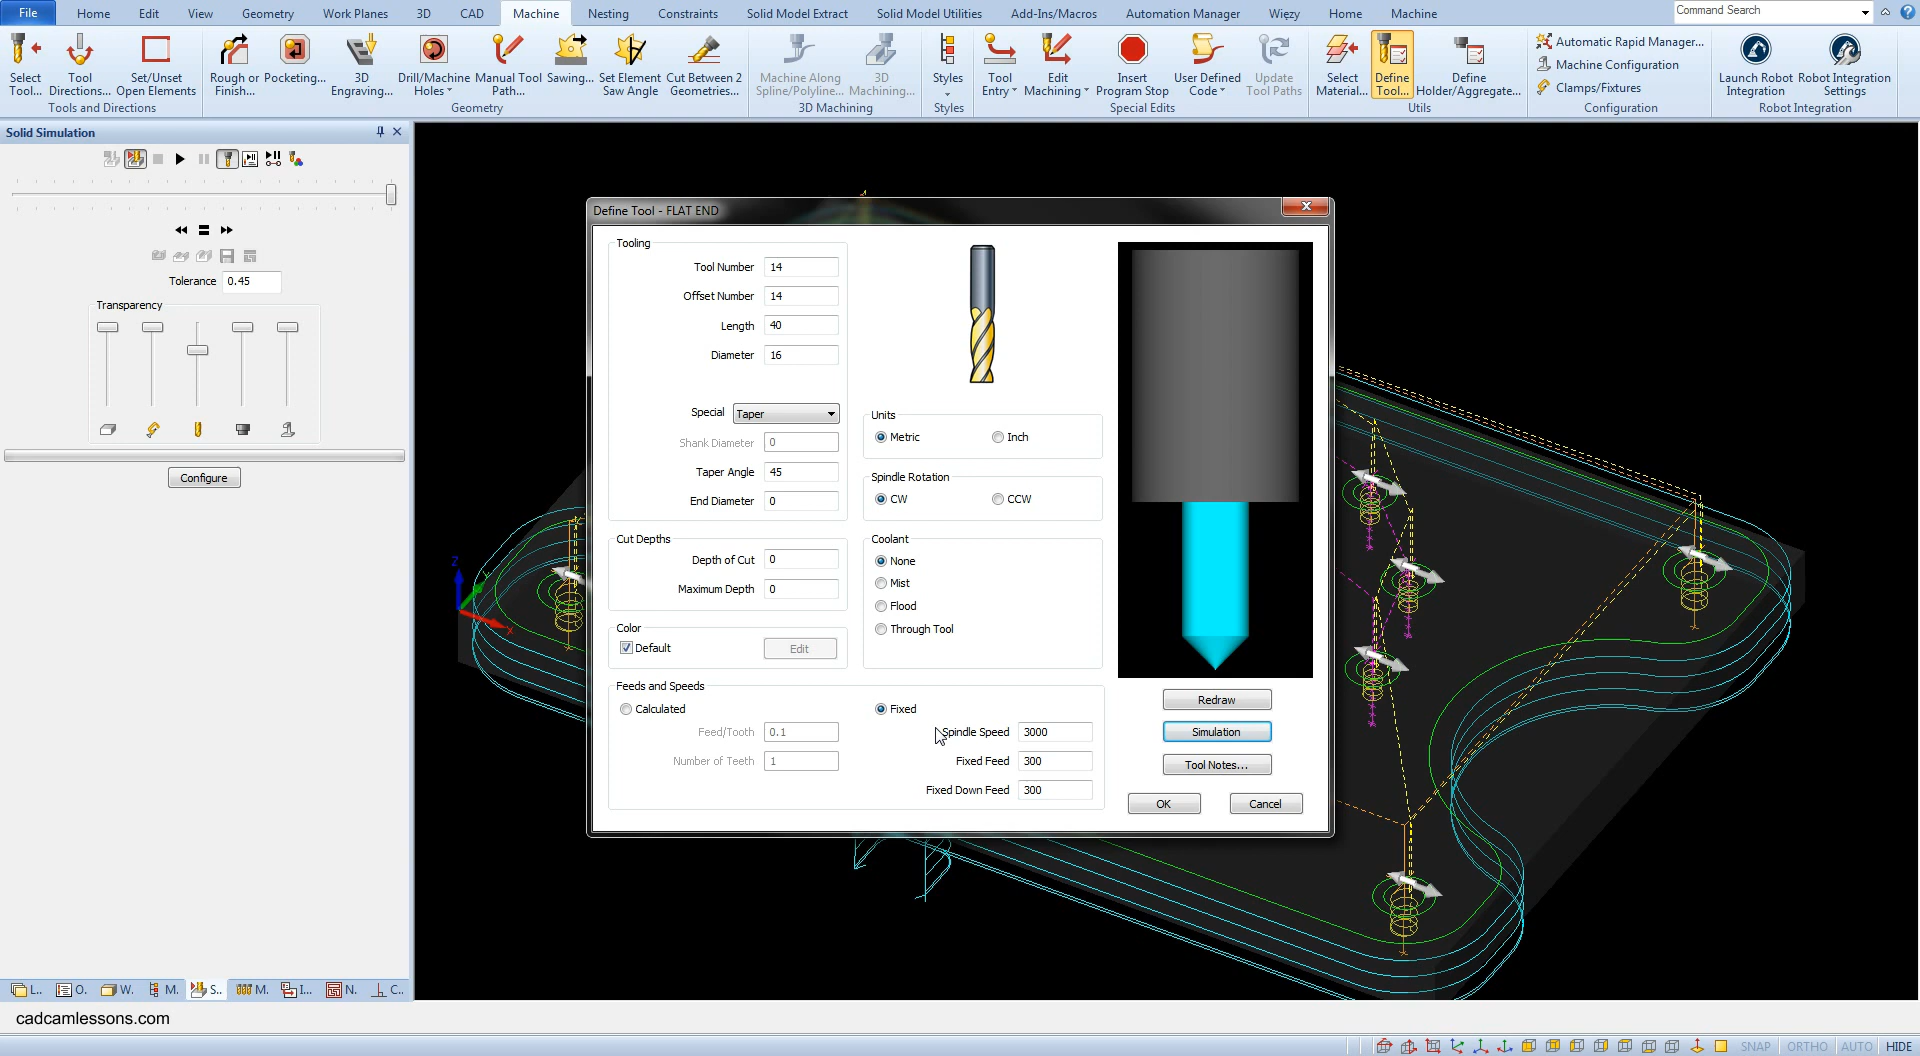 File Home Edit View Geometry Work Planes 3D CAD Machine Nesting Constraints Solid Model Extract Solid Model Utilities Add-Ins/Macros Automation Manager Więzy Home Machine Command Search
Select Tool... Tool Directions... Set/Unset Open Elements
Tools and Directions
Rough or Finish... Pocketing... 3D Engraving... Drill/Machine Holes Manual Tool Path... Sawing... Set Element Saw Angle Cut Between 2 Geometries...
Geometry
Machine Along Spline/Polyline... 3D Machining...
3D Machining
Styles
Styles
Tool Entry Edit Machining Insert Program Stop User Defined Code Update Tool Paths
Special Edits
Select Material... Define Tool... Define Holder/Aggregate...
Utils
Automatic Rapid Manager...
Machine Configuration
Clamps/Fixtures
Configuration
Launch Robot Integration Robot Integration Settings
Robot Integration
Solid Simulation
Tolerance 0.45
Transparency
Configure
Define Tool - FLAT END
Tooling
Tool Number 14
Offset Number 14
Length 40
Diameter 16
Special Taper
Shank Diameter 0
Taper Angle 45
End Diameter 0
Cut Depths
Depth of Cut 0
Maximum Depth 0
Color
Default Edit
Units
Metric Inch
Spindle Rotation
CW CCW
Coolant
None
Mist
Flood
Through Tool
Feeds and Speeds
Calculated Fixed
Feed/Tooth 0.1 Spindle Speed 3000
Number of Teeth 1 Fixed Feed 300
Fixed Down Feed 300
Redraw
Simulation
Tool Notes...
OK Cancel
Z
X
L.. O. W. M. S.. M. I... N. C..
cadcamlessons.com
SNAP ORTHO AUTO HIDE